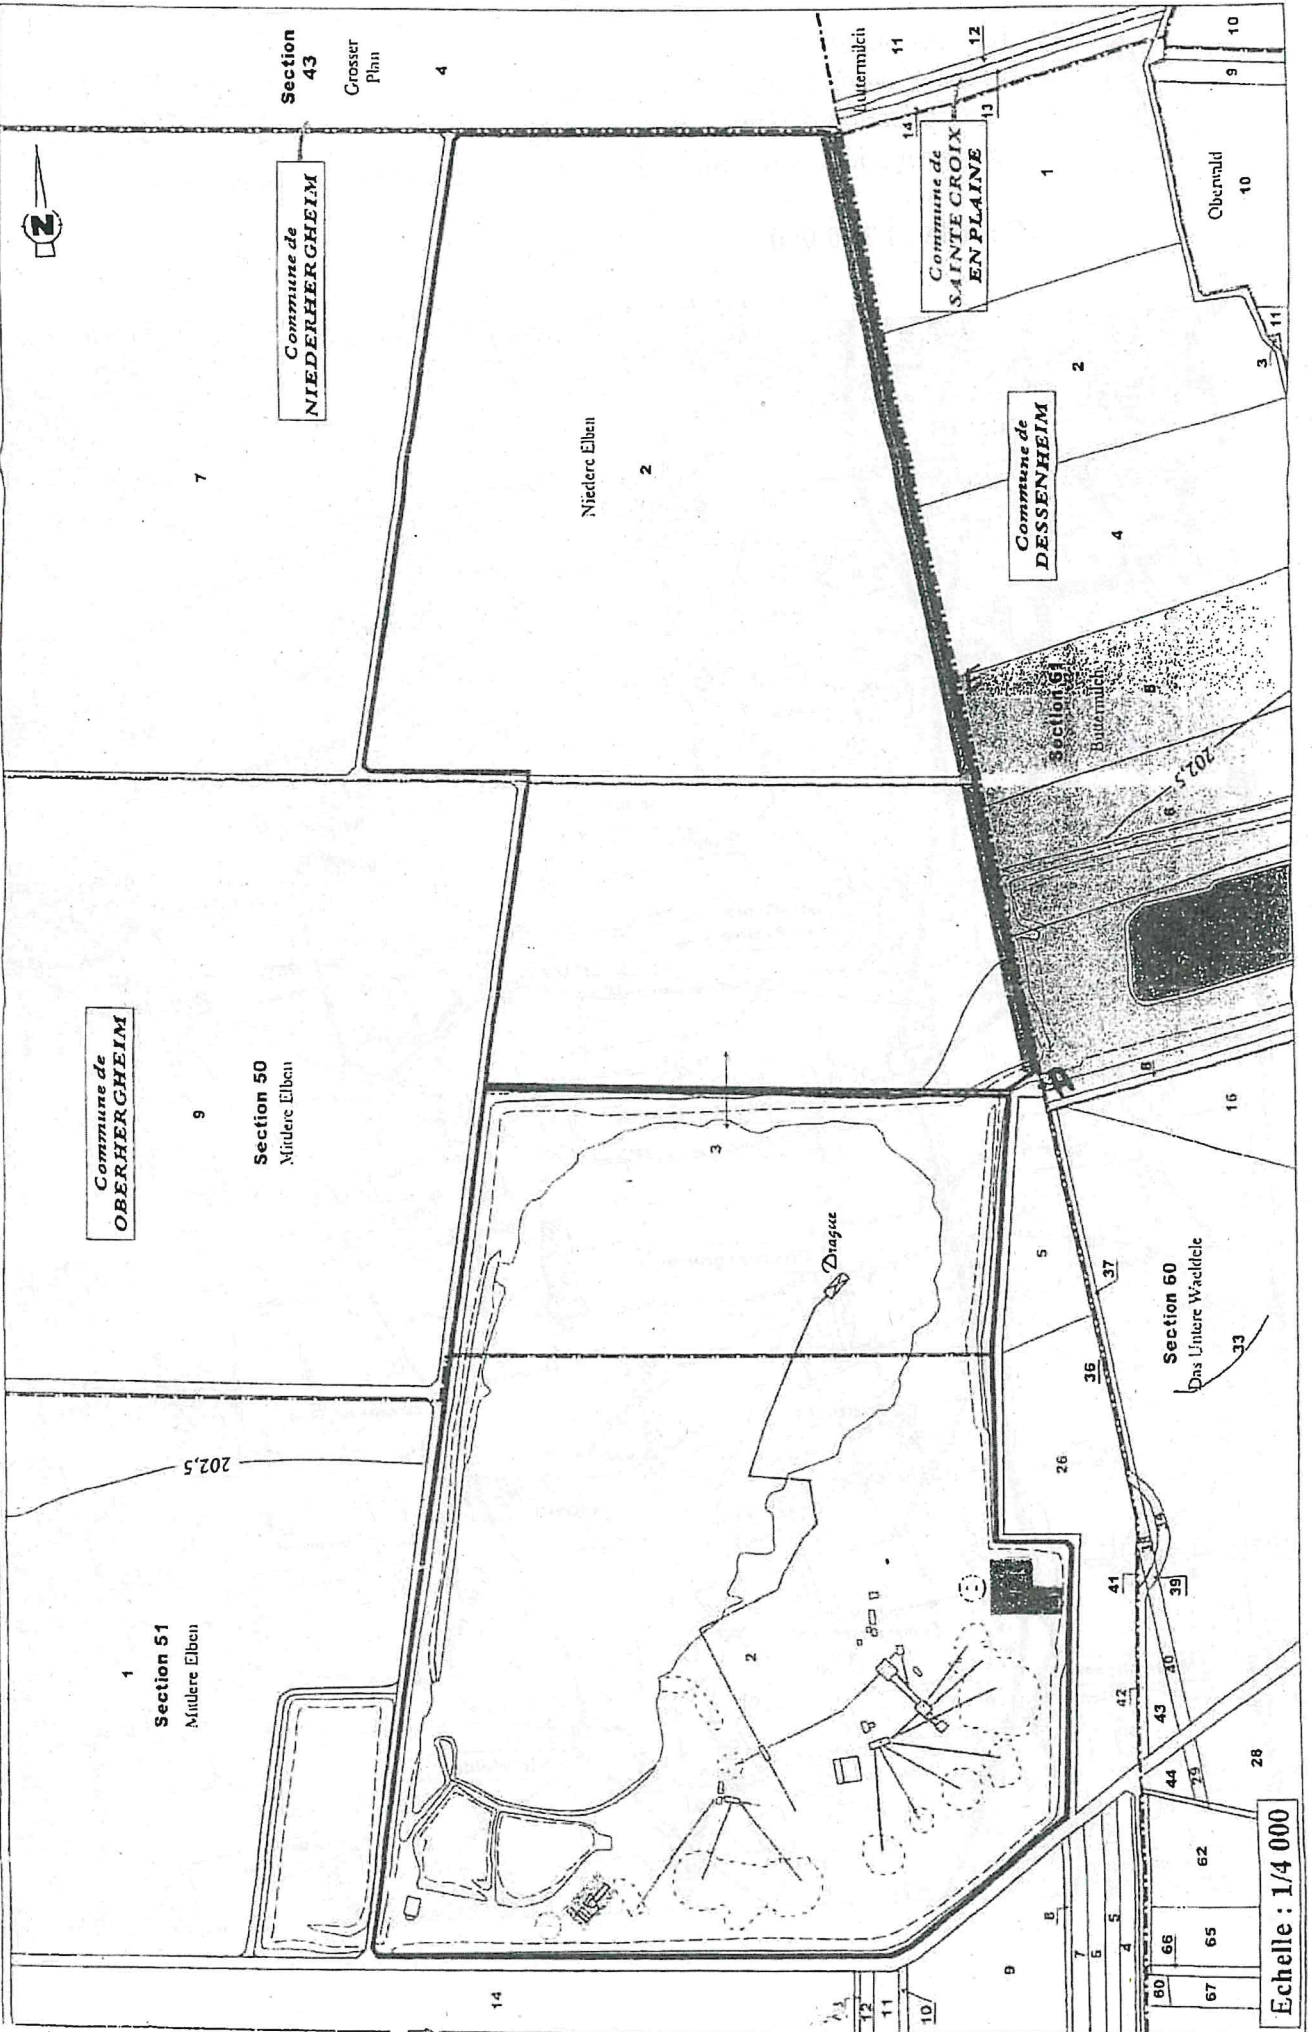 Section
43
Grosser
Plan
4
Commune de
NIEDERHERGHEIM
N
7
Niedere Elben
2
11
12
13
14
Commune de
SAINTE CROIX
EN PLAINE
1
10
9
Oberwald
10
11
3
2
Commune de
DESSENHEIM
4
Section 61
Buttermilch
6
202,5
8
A
16
Commune de
OBERHERGHEIM
9
Section 50
Mittlere Elben
3
Drague
5
37
36
Section 60
Das Untere Waeldele
33
26
202,5
1
Section 51
Mittlere Elben
2
41
39
40
42
43
44
29
28
62
65
66
60
67
8
7
6
5
4
9
14
12
11
10
Echelle : 1/4 000